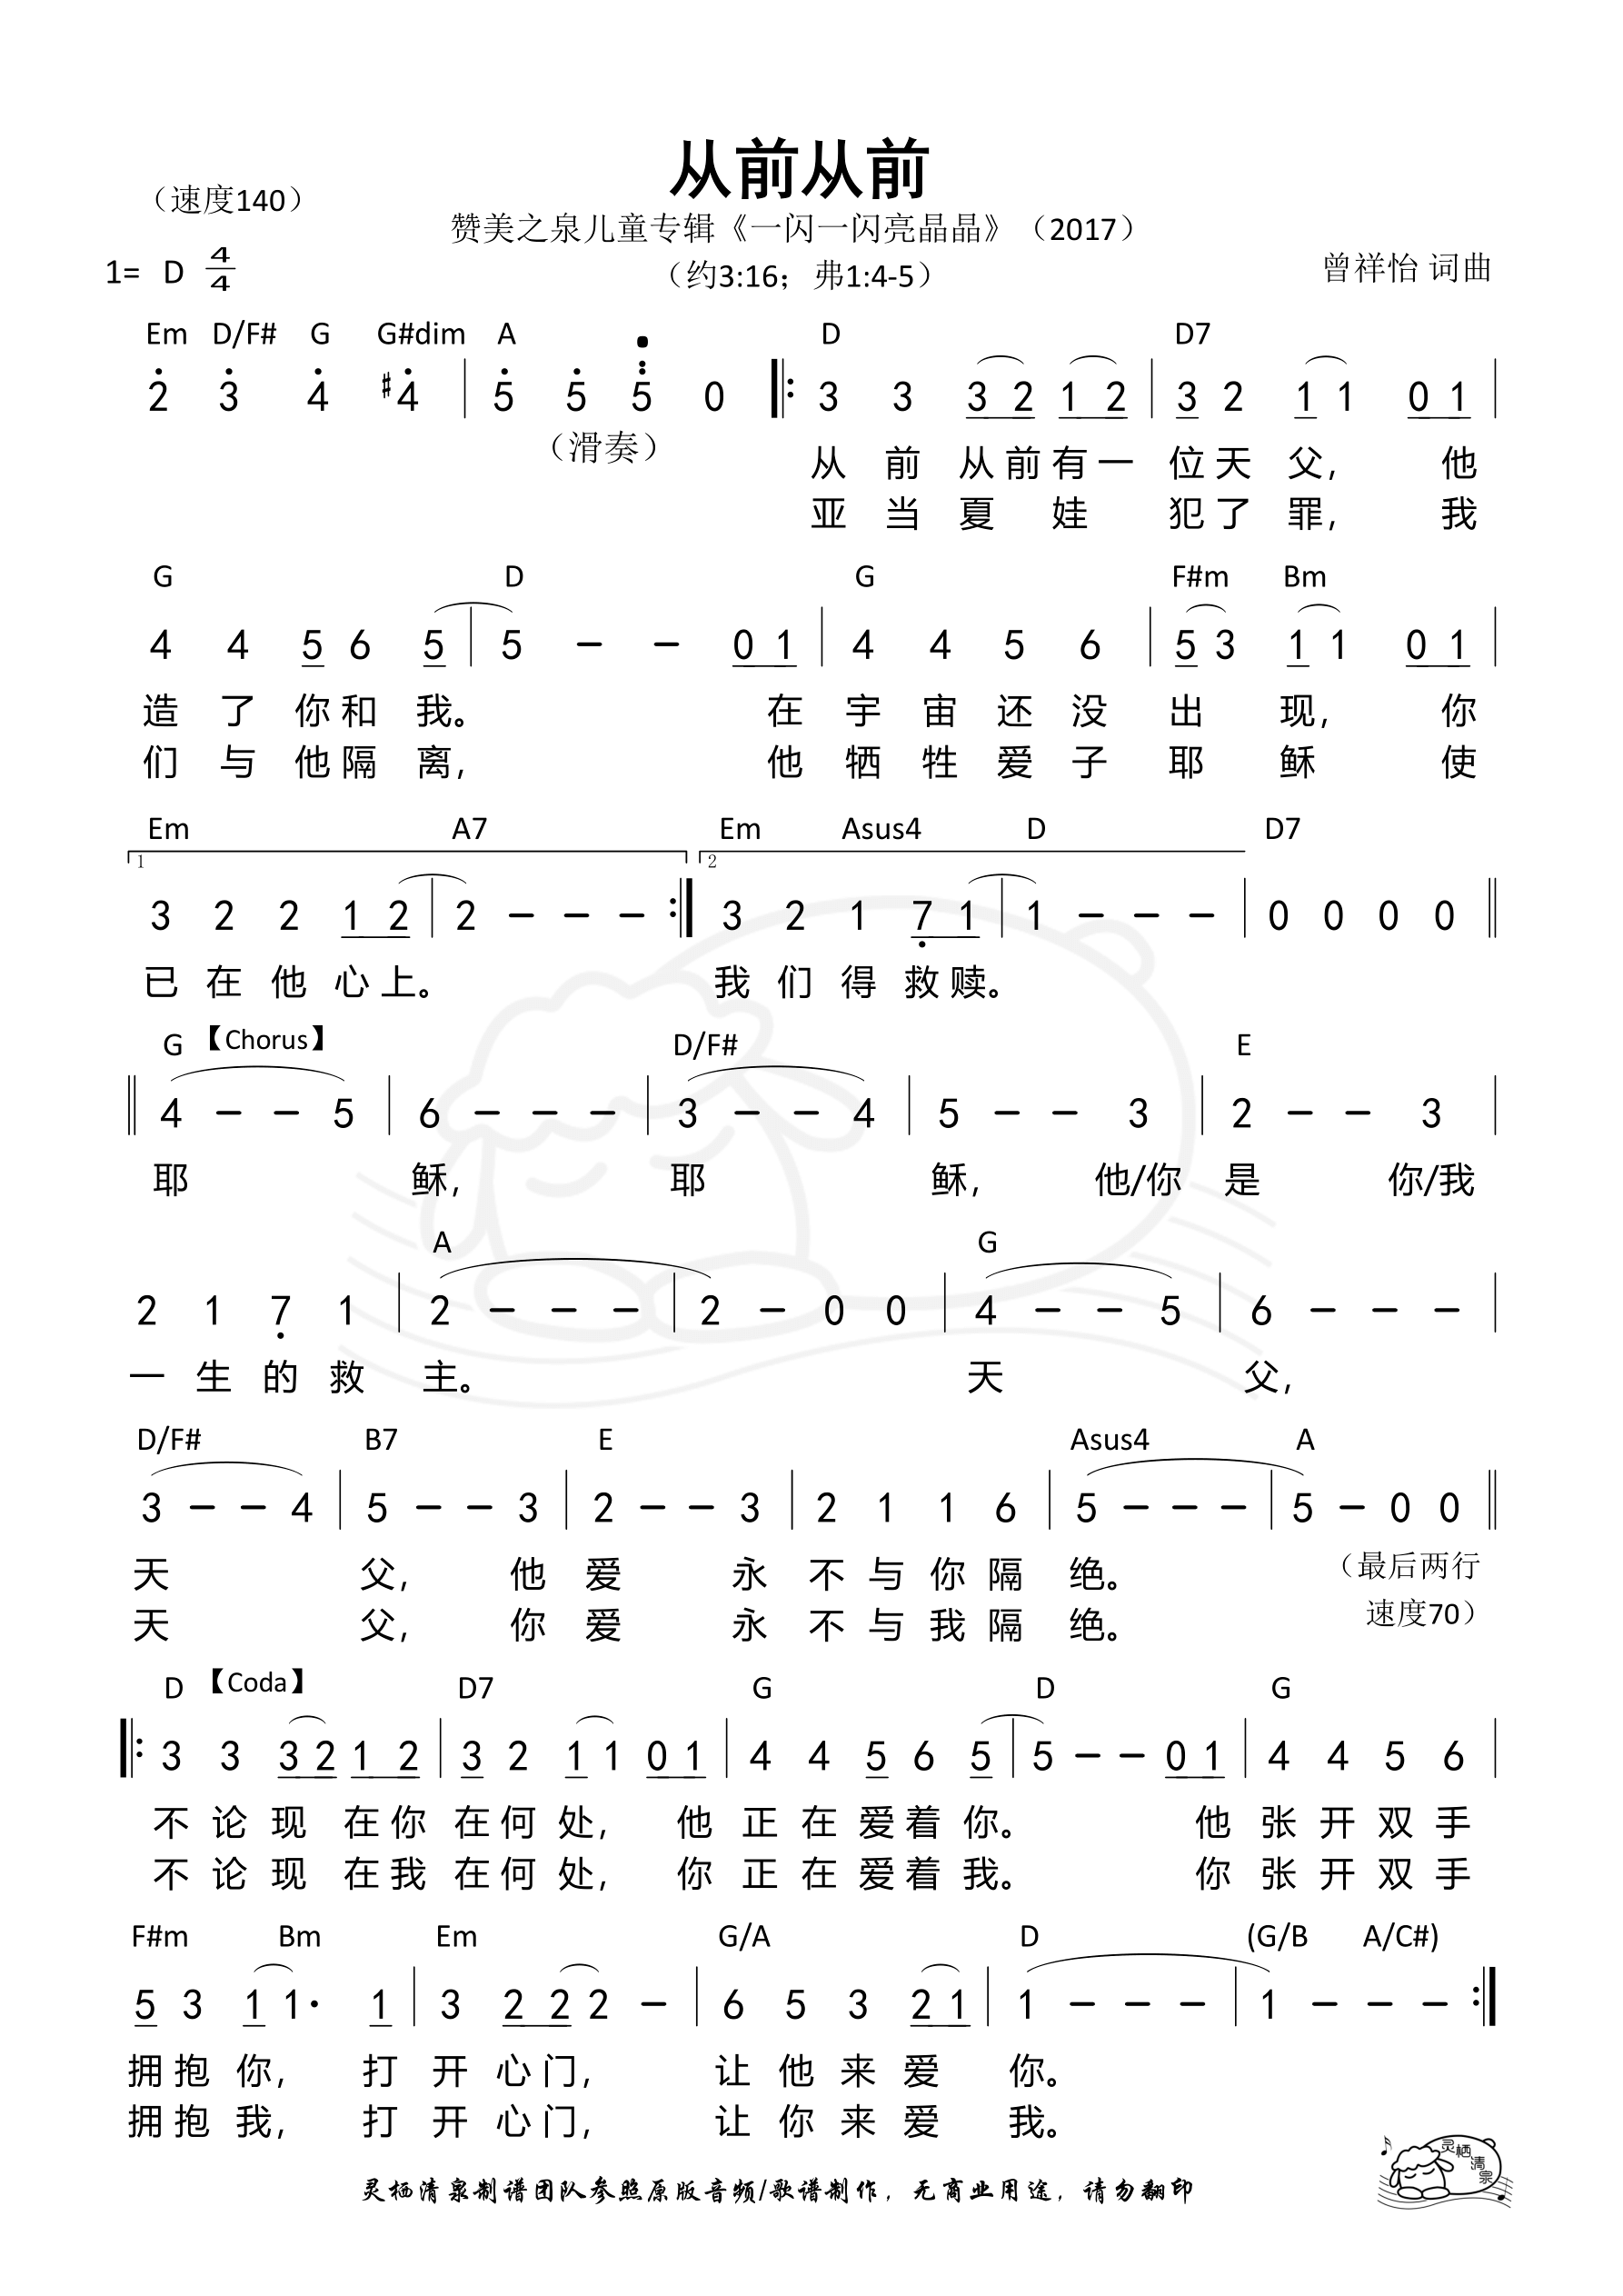 从前从前
（速度140）
赞美之泉儿童专辑《一闪一闪亮晶晶》（2017）
1= D 4/4
（约3:16；弗1:4-5）
曾祥怡 词曲
Em D/F# G G#dim A D D7
2 3 4 #4 | 5 5 5 0 |: 3 3 3 2 1 2 | 3 2 1 1 0 1 |
（滑奏）
从 前 从 前 有 一 位 天 父, 他
亚 当 夏 娃 犯 了 罪, 我
G D G F#m Bm
4 4 5 6 5 | 5 – – 0 1 | 4 4 5 6 | 5 3 1 1 0 1 |
造 了 你 和 我。 在 宇 宙 还 没 出 现, 你
们 与 他 隔 离, 他 牺 牲 爱 子 耶 稣 使
Em A7 Em Asus4 D D7
1 2
3 2 2 1 2 | 2 – – – :| 3 2 1 7 1 | 1 – – – | 0 0 0 0 ||
已 在 他 心 上。 我 们 得 救 赎。
G 【Chorus】 D/F# E
|| 4 – – 5 | 6 – – – | 3 – – 4 | 5 – – 3 | 2 – – 3 |
耶 稣, 耶 稣, 他/你 是 你/我
A G
2 1 7 1 | 2 – – – | 2 – 0 0 | 4 – – 5 | 6 – – – |
一 生 的 救 主。 天 父,
D/F# B7 E Asus4 A
3 – – 4 | 5 – – 3 | 2 – – 3 | 2 1 1 6 | 5 – – – | 5 – 0 0 ||
天 父, 他 爱 永 不 与 你 隔 绝。
天 父, 你 爱 永 不 与 我 隔 绝。
（最后两行
速度70）
D 【Coda】 D7 G D G
|: 3 3 3 2 1 2 | 3 2 1 1 0 1 | 4 4 5 6 5 | 5 – – 0 1 | 4 4 5 6 |
不 论 现 在 你 在 何 处, 他 正 在 爱 着 你。 他 张 开 双 手
不 论 现 在 我 在 何 处, 你 正 在 爱 着 我。 你 张 开 双 手
F#m Bm Em G/A D (G/B A/C#)
5 3 1 1· 1 | 3 2 2 2 – | 6 5 3 2 1 | 1 – – – | 1 – – – :|
拥 抱 你, 打 开 心 门, 让 他 来 爱 你。
拥 抱 我, 打 开 心 门, 让 你 来 爱 我。
灵栖清泉制谱团队参照原版音频/歌谱制作，无商业用途，请勿翻印
灵栖清泉